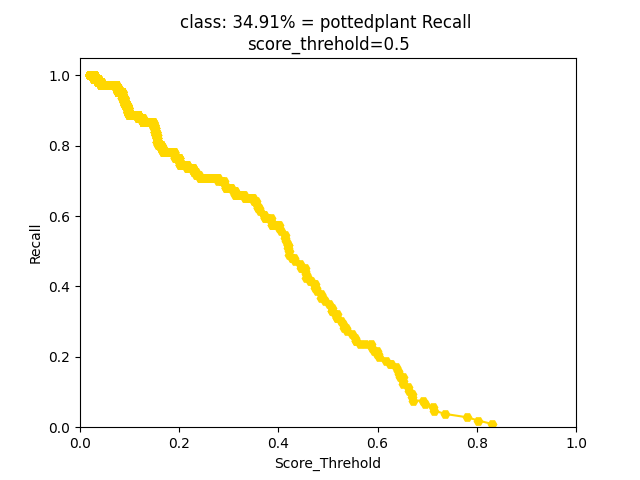 class: 34.91% = pottedplant Recall
score_threhold=0.5
Recall
1.0
0.8
0.6
0.4
0.2
0.0
0.0 0.2 0.4 0.6 0.8 1.0
Score_Threhold